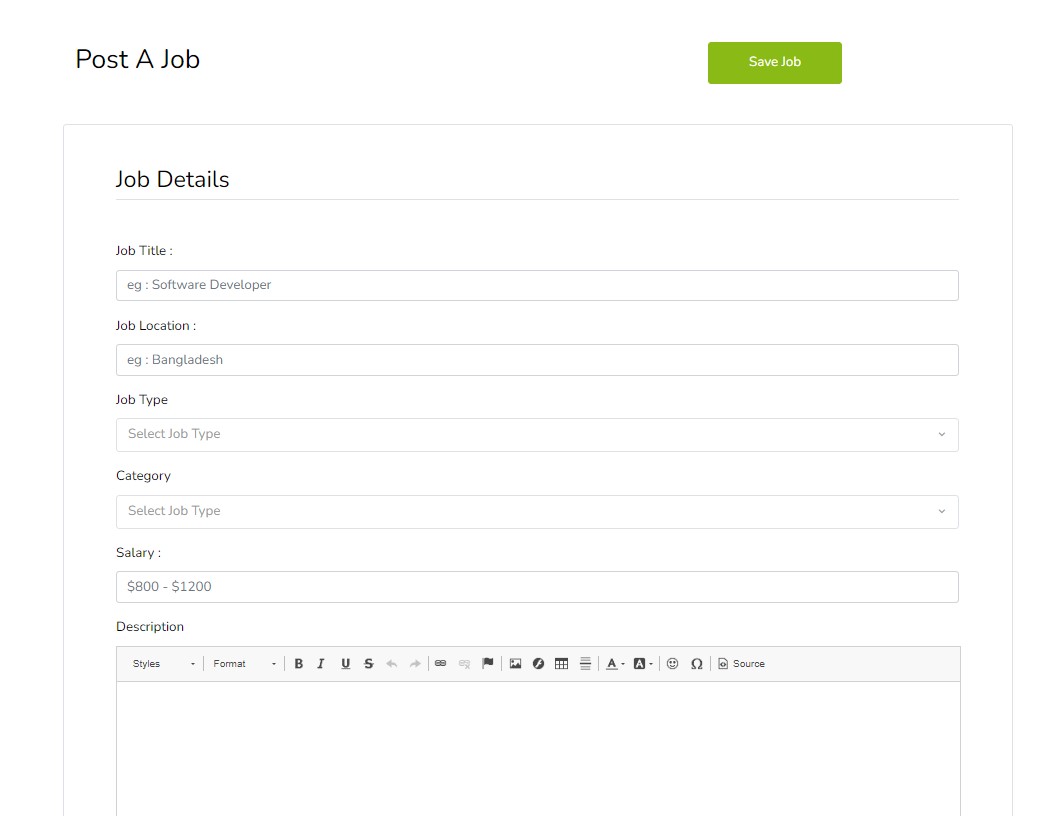 Post A Job
Save Job
Job Details
Job Title :
eg : Software Developer
Job Location :
eg : Bangladesh
Job Type
Select Job Type
Category
Select Job Type
Salary :
$800 - $1200
Description
Styles Format B I U S A A Ω Source